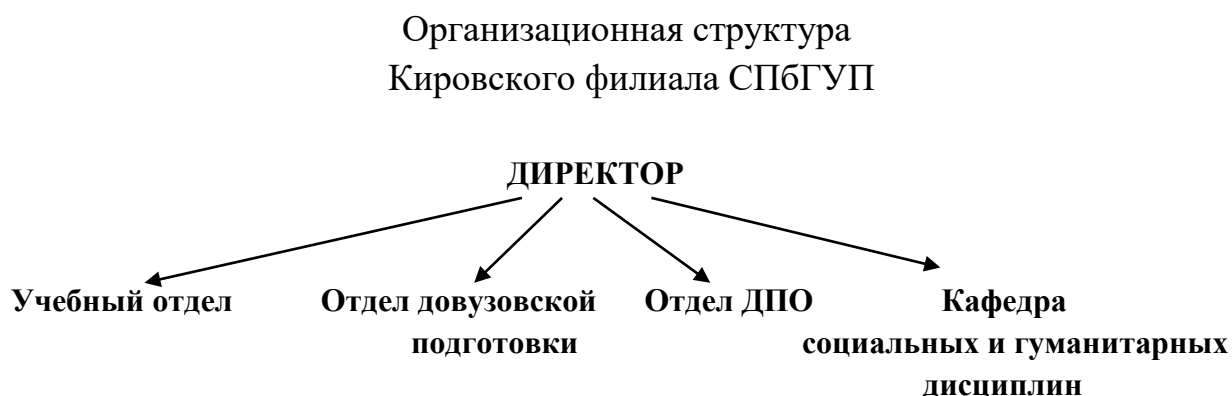 Организационная структура
Кировского филиала СПбГУП
ДИРЕКТОР
Учебный отдел
Отдел довузовской
подготовки
Отдел ДПО
Кафедра
социальных и гуманитарных
дисциплин